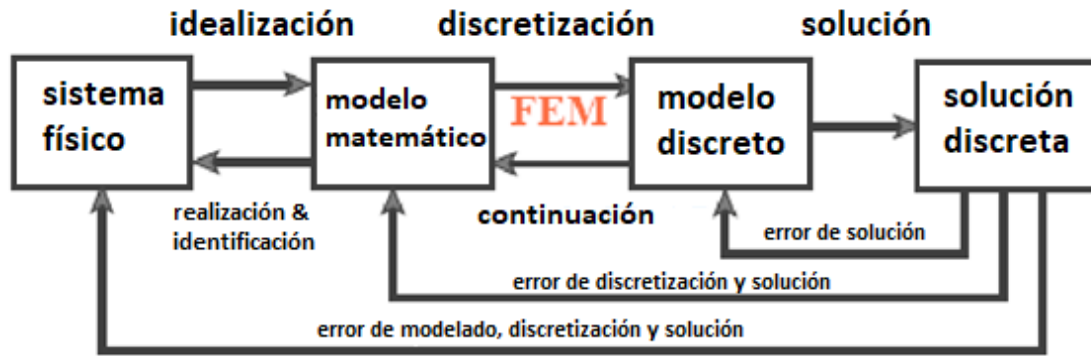 idealización
discretización
solución
sistema
físico
modelo
matemático
FEM
modelo
discreto
solución
discreta
realización &
identificación
continuación
error de solución
error de discretización y solución
error de modelado, discretización y solución